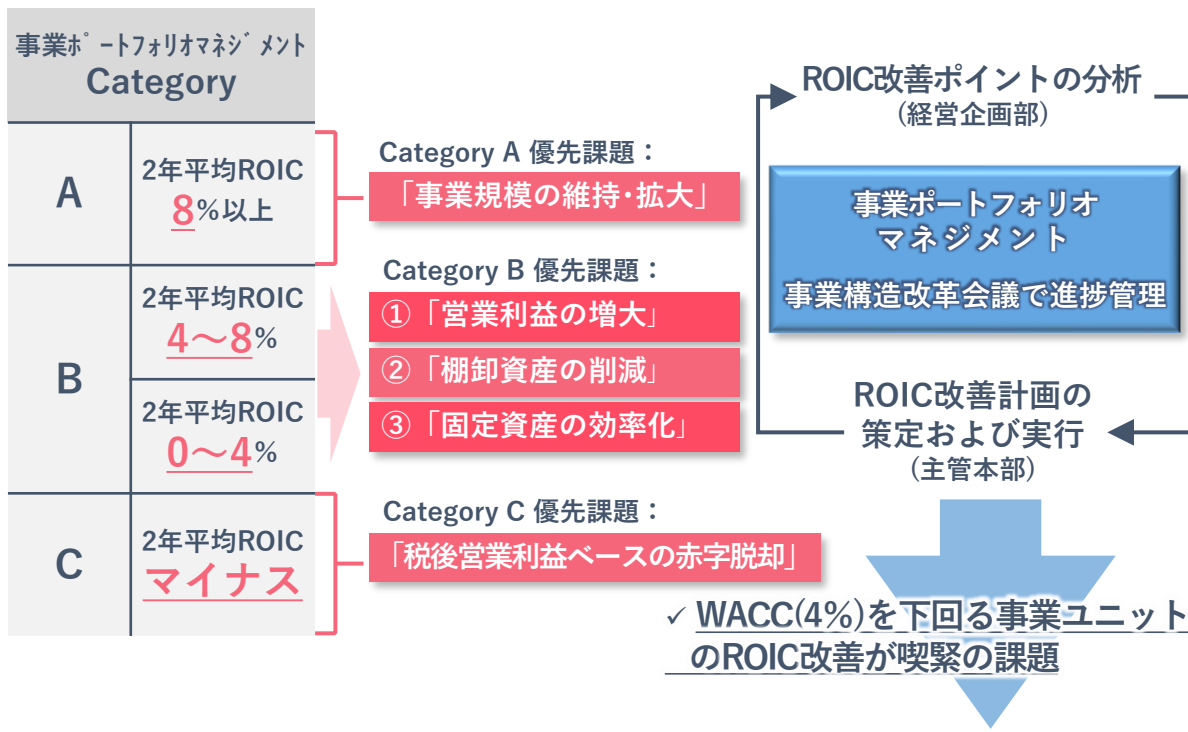 事業ﾎﾟｰﾄﾌｫﾘｵﾏﾈｼﾞﾒﾝﾄ
Category
A
2年平均ROIC
8%以上
B
2年平均ROIC
4～8%
2年平均ROIC
0～4%
C
2年平均ROIC
マイナス
Category A 優先課題：
「事業規模の維持･拡大」
Category B 優先課題：
①「営業利益の増大」
②「棚卸資産の削減」
③「固定資産の効率化」
Category C 優先課題：
「税後営業利益ベースの赤字脱却」
ROIC改善ポイントの分析
(経営企画部)
事業ポートフォリオ
マネジメント
事業構造改革会議で進捗管理
ROIC改善計画の
策定および実行
(主管本部)
✓ WACC(4%)を下回る事業ユニット
のROIC改善が喫緊の課題